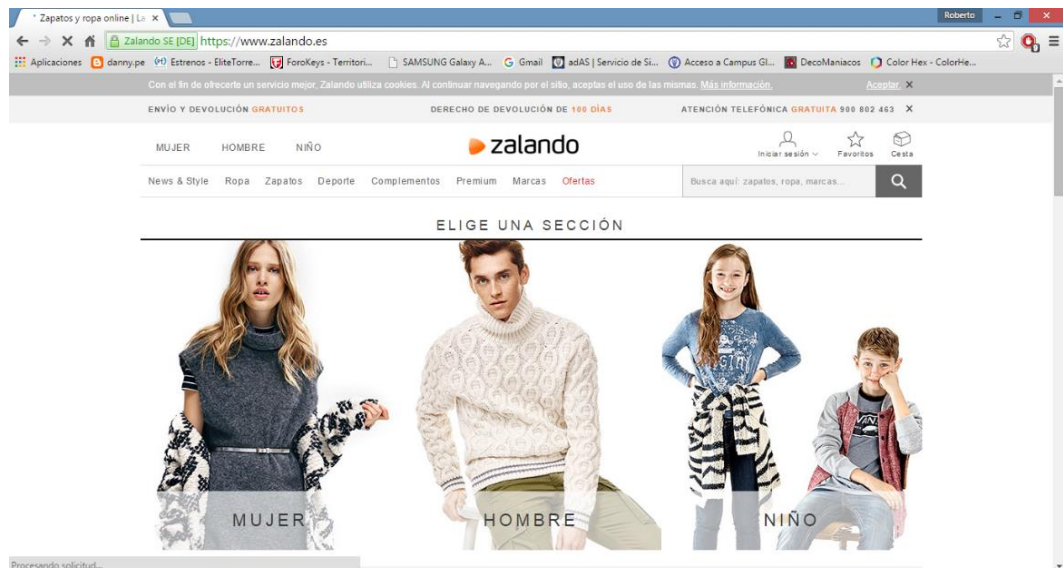 Zapatos y ropa online | La
Roberto
Zalando SE [DE] https://www.zalando.es
Aplicaciones danny.pe Estrenos - EliteTorre... ForoKeys - Territori... SAMSUNG Galaxy A... Gmail adAS | Servicio de Si... Acceso a Campus Gl... DecoManiacos Color Hex - ColorHe...
Con el fin de ofrecerte un servicio mejor, Zalando utiliza cookies. Al continuar navegando por el sitio, aceptas el uso de las mismas. Más información. Aceptar. X
ENVÍO Y DEVOLUCIÓN GRATUITOS DERECHO DE DEVOLUCIÓN DE 100 DÍAS ATENCIÓN TELEFÓNICA GRATUITA 900 802 463 X
MUJER HOMBRE NIÑO zalando Iniciar sesión Favoritos Cesta
News & Style Ropa Zapatos Deporte Complementos Premium Marcas Ofertas Busca aquí: zapatos, ropa, marcas...
ELIGE UNA SECCIÓN
MUJER HOMBRE NIÑO
Procesando solicitud...